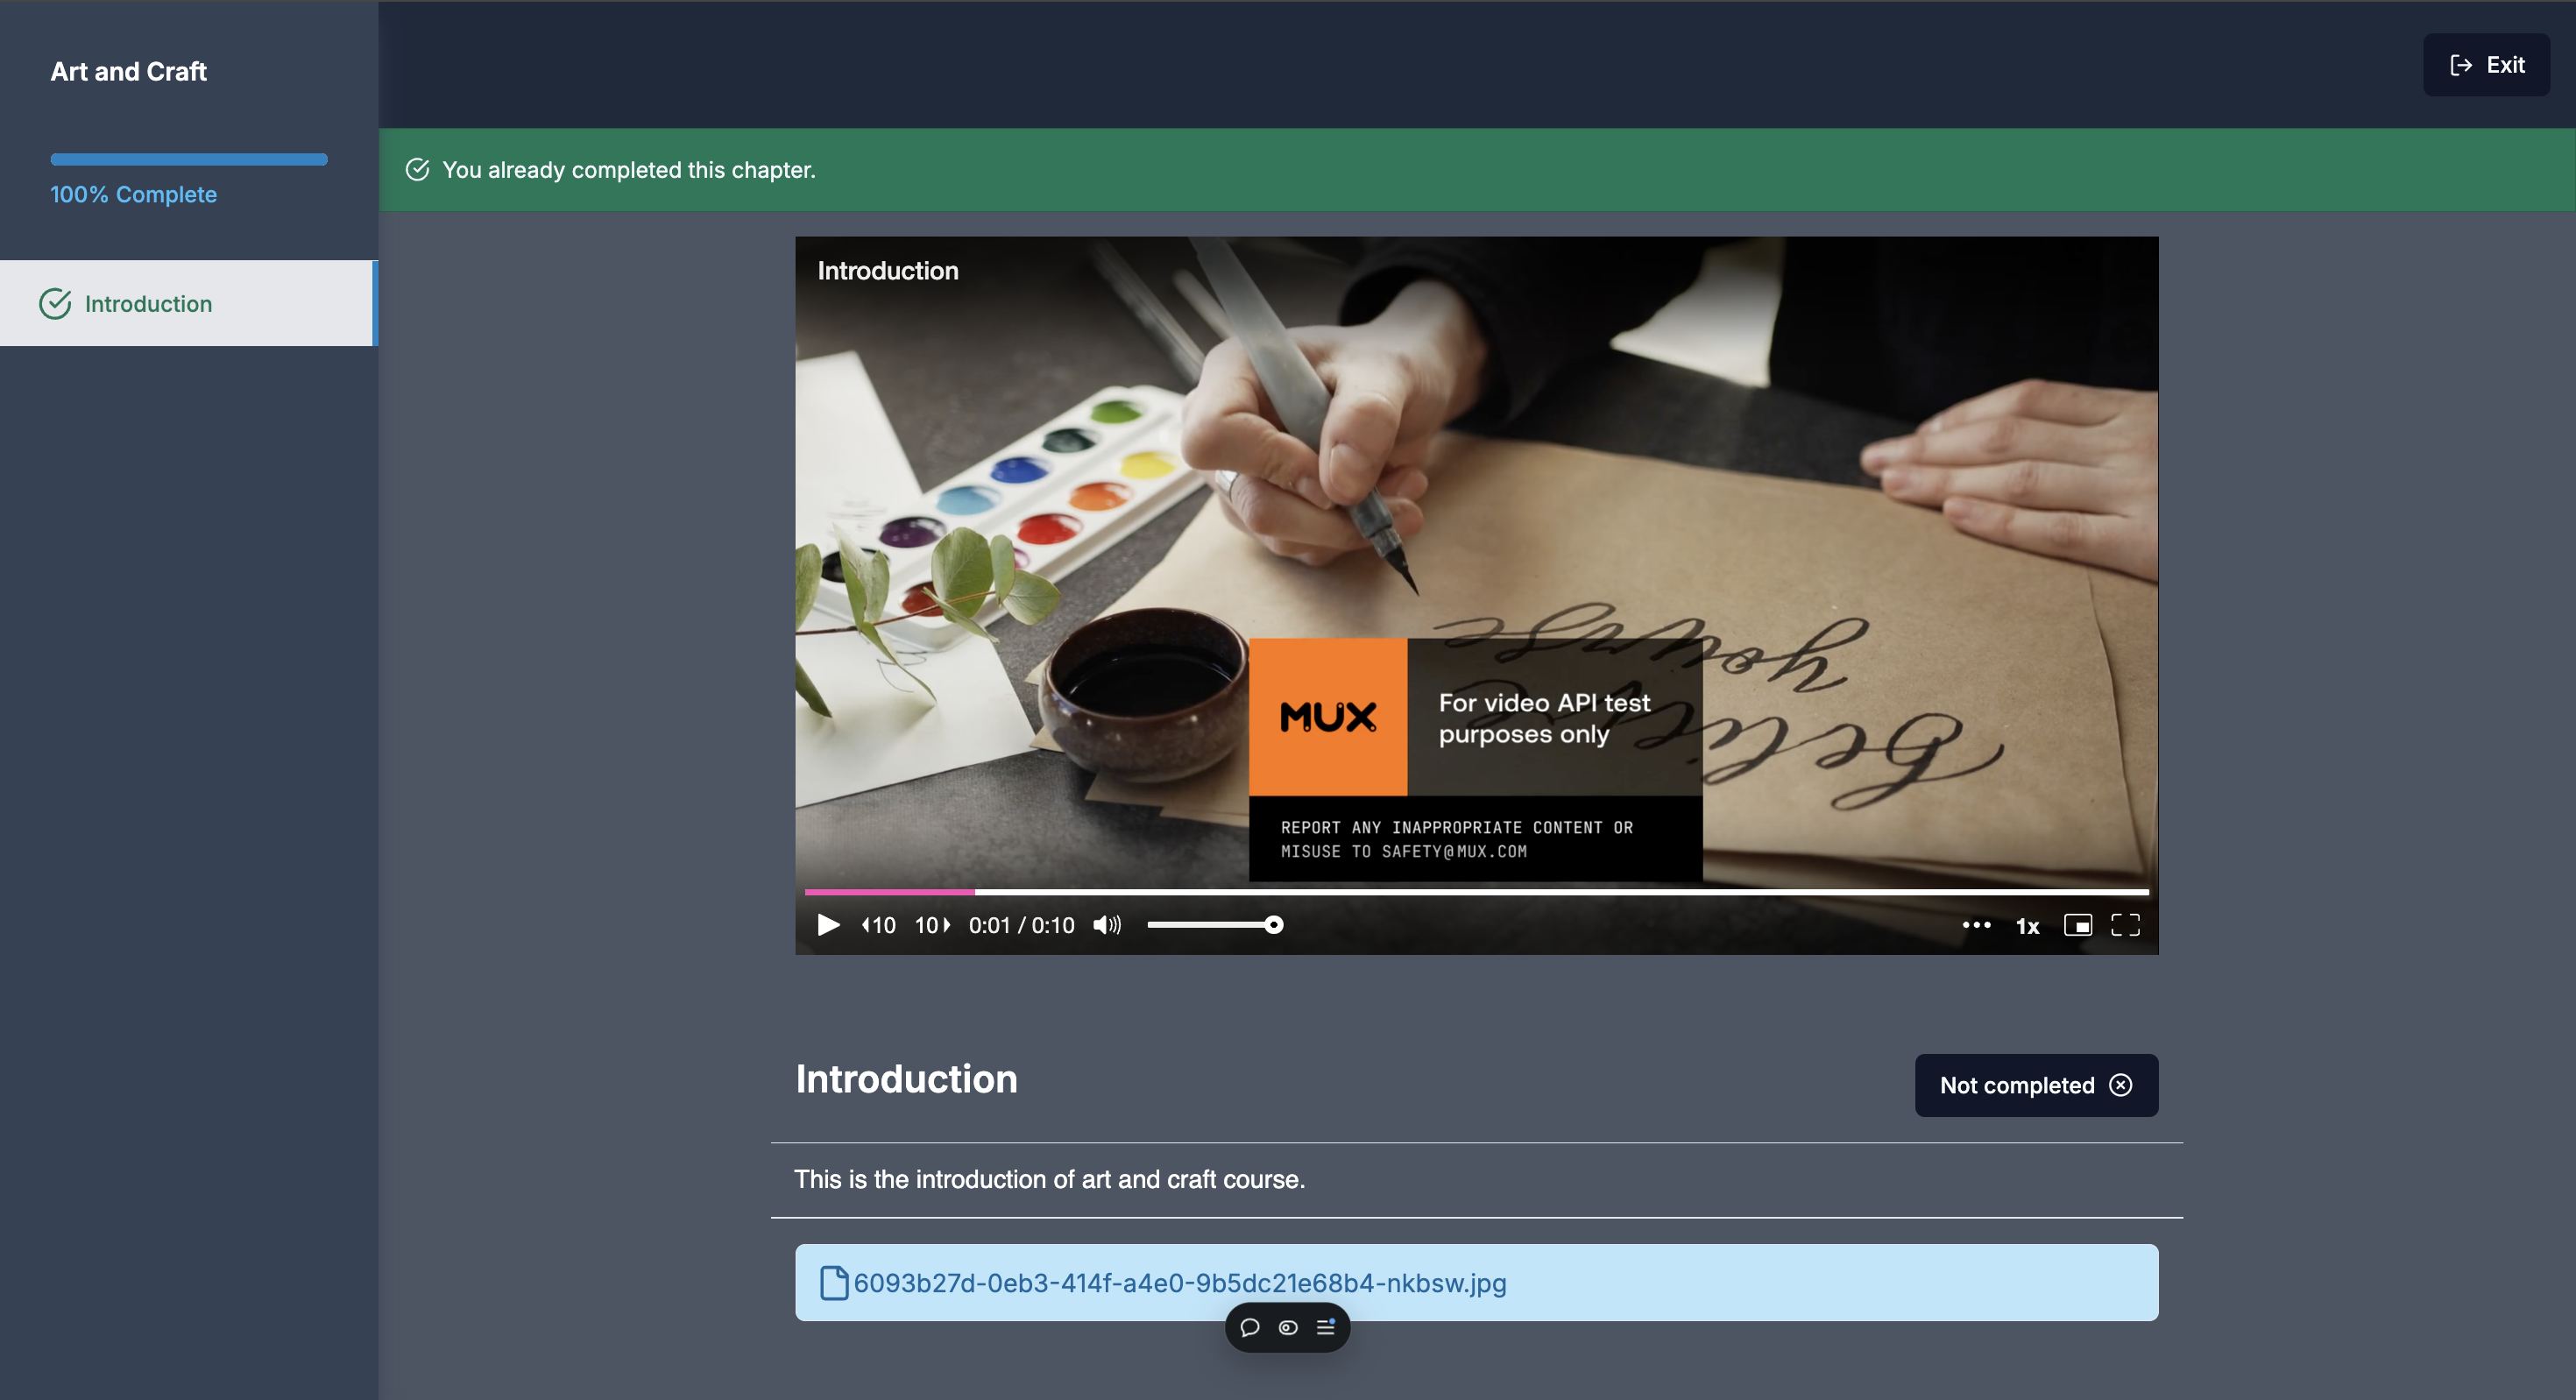 Art and Craft
100% Complete
Introduction
Exit
You already completed this chapter.
Introduction
believe
yourse
MUX
For video API test
purposes only
REPORT ANY INAPPROPRIATE CONTENT OR
MISUSE TO SAFETY@MUX.COM
10 10 0:01 / 0:10 1x
Introduction
Not completed
This is the introduction of art and craft course.
6093b27d-0eb3-414f-a4e0-9b5dc21e68b4-nkbsw.jpg